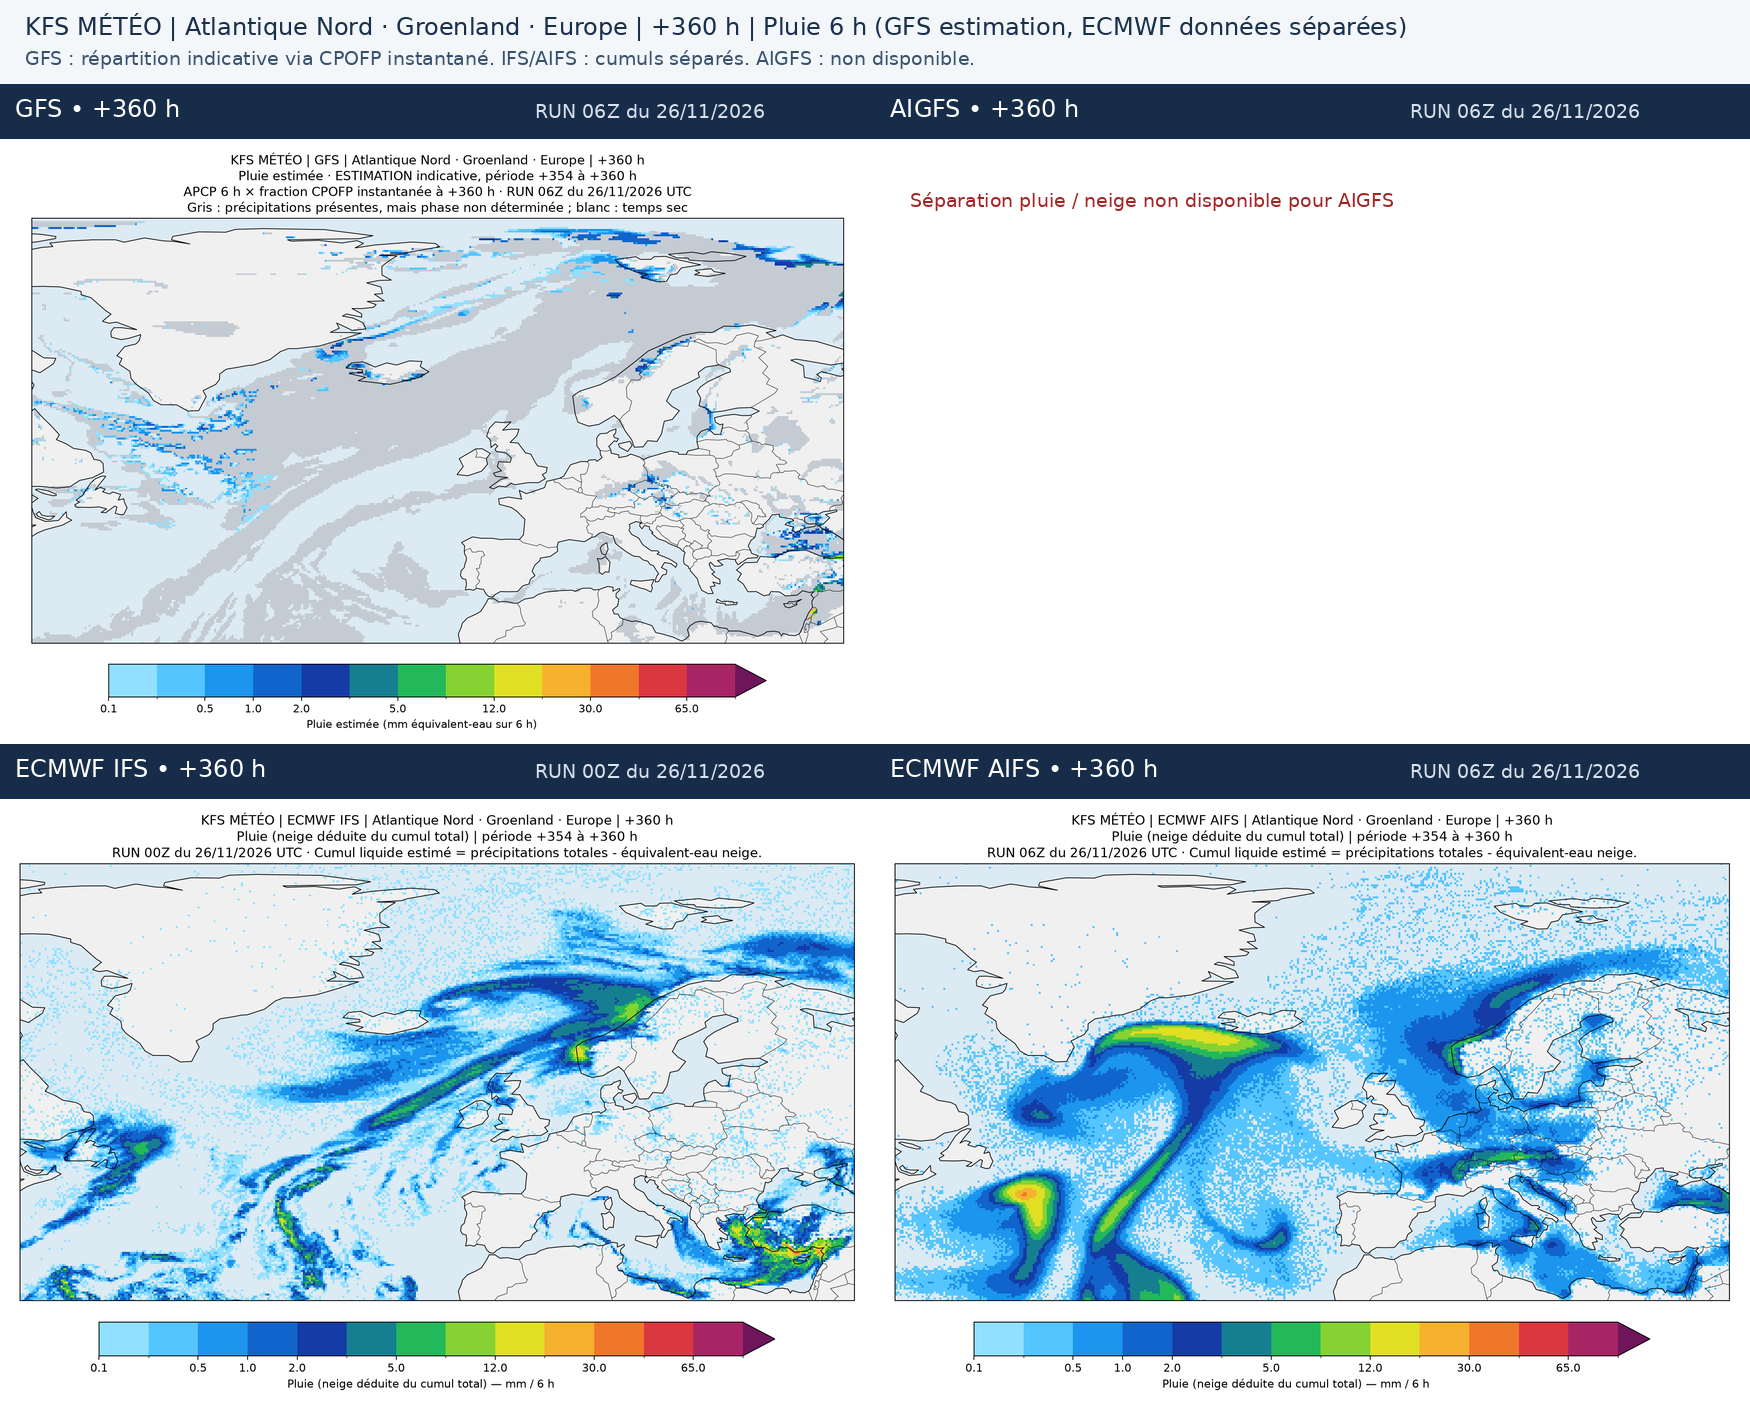 KFS MÉTÉO | Atlantique Nord · Groenland · Europe | +360 h | Pluie 6 h (GFS estimation, ECMWF données séparées)
GFS : répartition indicative via CPOFP instantané. IFS/AIFS : cumuls séparés. AIGFS : non disponible.
GFS • +360 h RUN 06Z du 26/11/2026
AIGFS • +360 h RUN 06Z du 26/11/2026
KFS MÉTÉO | GFS | Atlantique Nord · Groenland · Europe | +360 h
Pluie estimée · ESTIMATION indicative, période +354 à +360 h
APCP 6 h × fraction CPOFP instantanée à +360 h · RUN 06Z du 26/11/2026 UTC
Gris : précipitations présentes, mais phase non déterminée ; blanc : temps sec
Séparation pluie / neige non disponible pour AIGFS
0.1 0.5 1.0 2.0 5.0 12.0 30.0 65.0
Pluie estimée (mm équivalent-eau sur 6 h)
ECMWF IFS • +360 h RUN 00Z du 26/11/2026
ECMWF AIFS • +360 h RUN 06Z du 26/11/2026
KFS MÉTÉO | ECMWF IFS | Atlantique Nord · Groenland · Europe | +360 h
Pluie (neige déduite du cumul total) | période +354 à +360 h
RUN 00Z du 26/11/2026 UTC · Cumul liquide estimé = précipitations totales - équivalent-eau neige.
KFS MÉTÉO | ECMWF AIFS | Atlantique Nord · Groenland · Europe | +360 h
Pluie (neige déduite du cumul total) | période +354 à +360 h
RUN 06Z du 26/11/2026 UTC · Cumul liquide estimé = précipitations totales - équivalent-eau neige.
0.1 0.5 1.0 2.0 5.0 12.0 30.0 65.0
Pluie (neige déduite du cumul total) — mm / 6 h
0.1 0.5 1.0 2.0 5.0 12.0 30.0 65.0
Pluie (neige déduite du cumul total) — mm / 6 h